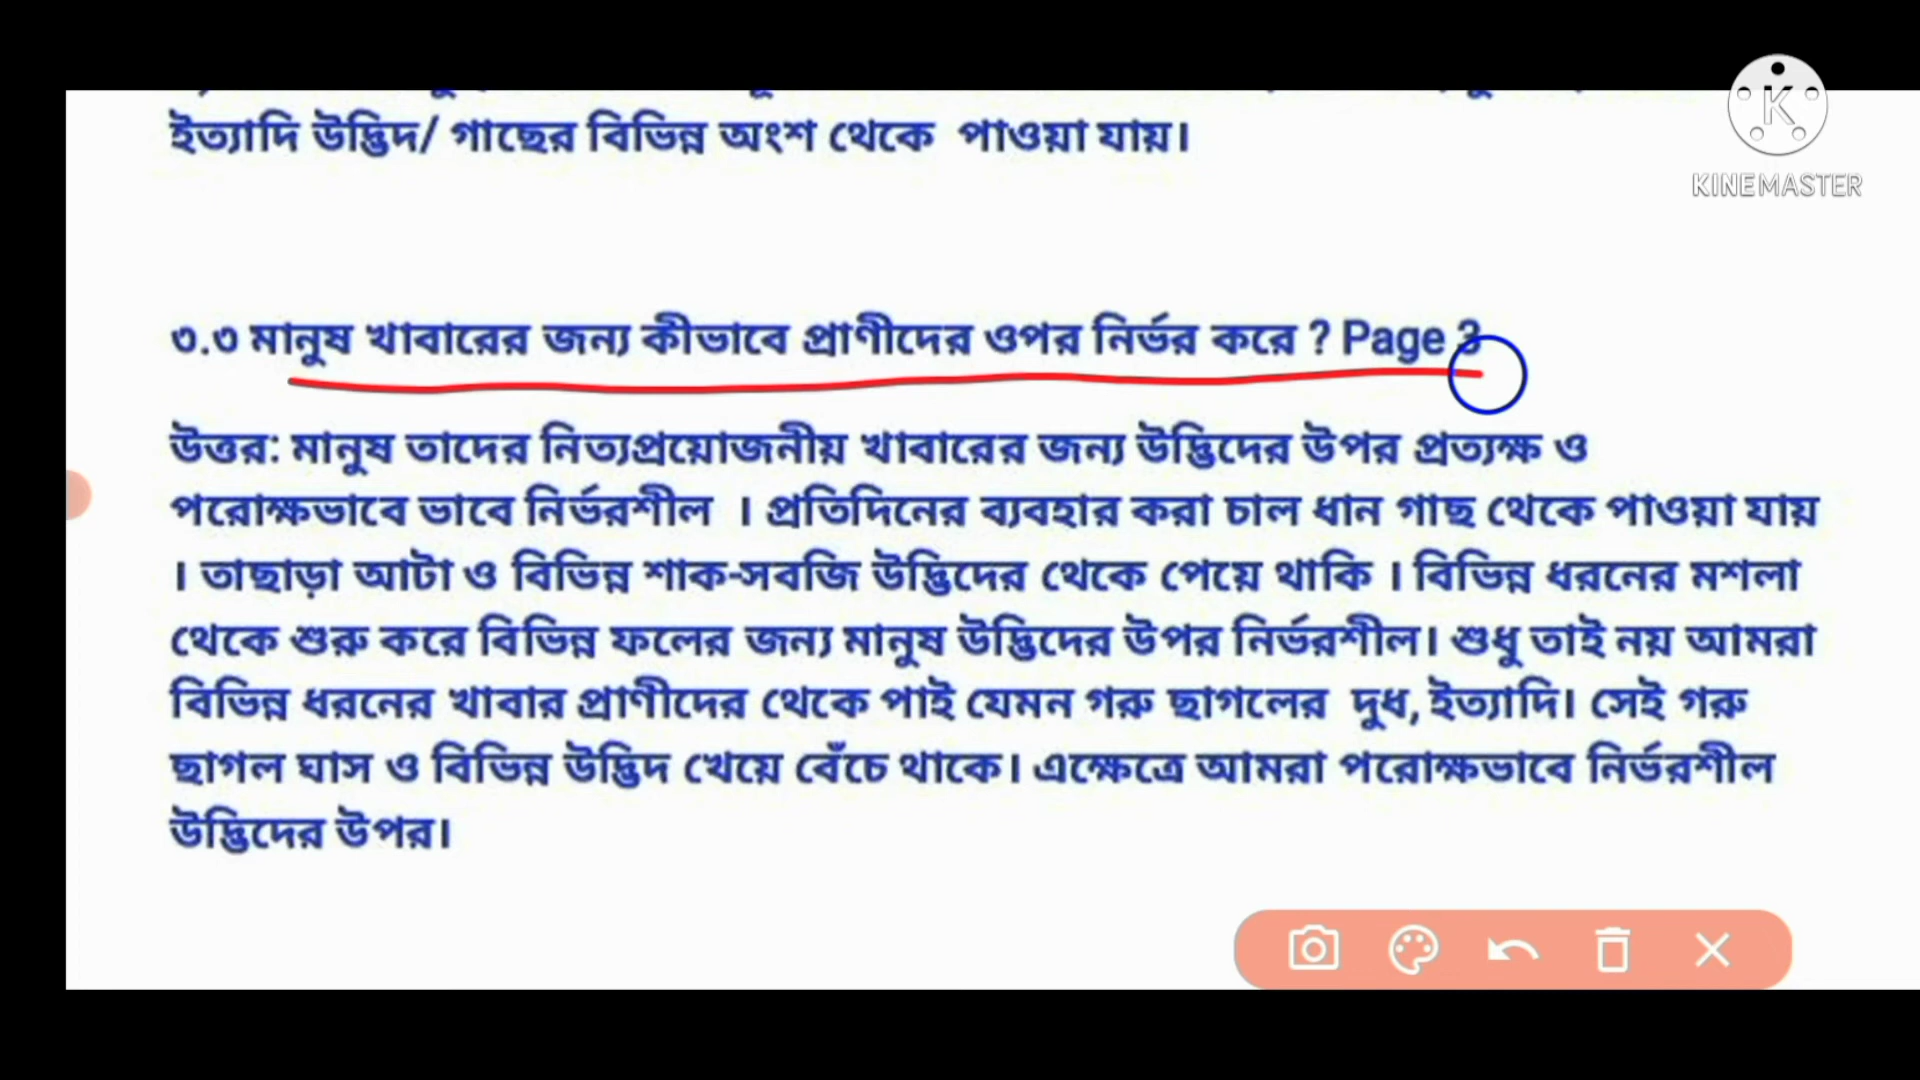 ইত্যাদি উদ্ভিদ/ গাছের বিভিন্ন অংশ থেকে পাওয়া যায়।
KINEMASTER
৩.৩ মানুষ খাবারের জন্য কীভাবে প্রাণীদের ওপর নির্ভর করে ? Page 3
উত্তর: মানুষ তাদের নিত্যপ্রয়োজনীয় খাবারের জন্য উদ্ভিদের উপর প্রত্যক্ষ ও
পরোক্ষভাবে ভাবে নির্ভরশীল । প্রতিদিনের ব্যবহার করা চাল ধান গাছ থেকে পাওয়া যায়
। তাছাড়া আটা ও বিভিন্ন শাক-সবজি উদ্ভিদের থেকে পেয়ে থাকি । বিভিন্ন ধরনের মশলা
থেকে শুরু করে বিভিন্ন ফলের জন্য মানুষ উদ্ভিদের উপর নির্ভরশীল। শুধু তাই নয় আমরা
বিভিন্ন ধরনের খাবার প্রাণীদের থেকে পাই যেমন গরু ছাগলের দুধ, ইত্যাদি। সেই গরু
ছাগল ঘাস ও বিভিন্ন উদ্ভিদ খেয়ে বেঁচে থাকে। এক্ষেত্রে আমরা পরোক্ষভাবে নির্ভরশীল
উদ্ভিদের উপর।